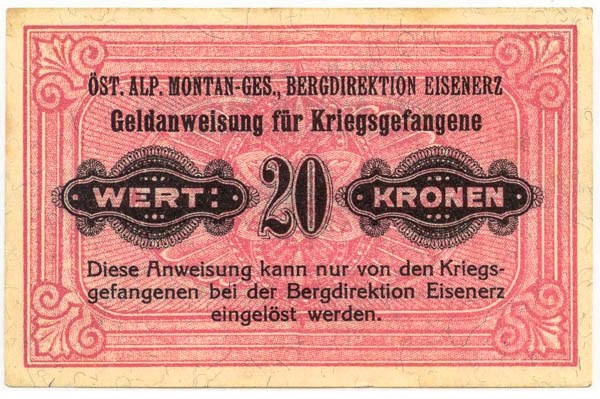 ÖST. ALP. MONTAN-GES., BERGDIREKTION EISENERZ
Geldanweisung für Kriegsgefangene
WERT: 20 KRONEN
Diese Anweisung kann nur von den Kriegs-
gefangenen bei der Bergdirektion Eisenerz
eingelöst werden.